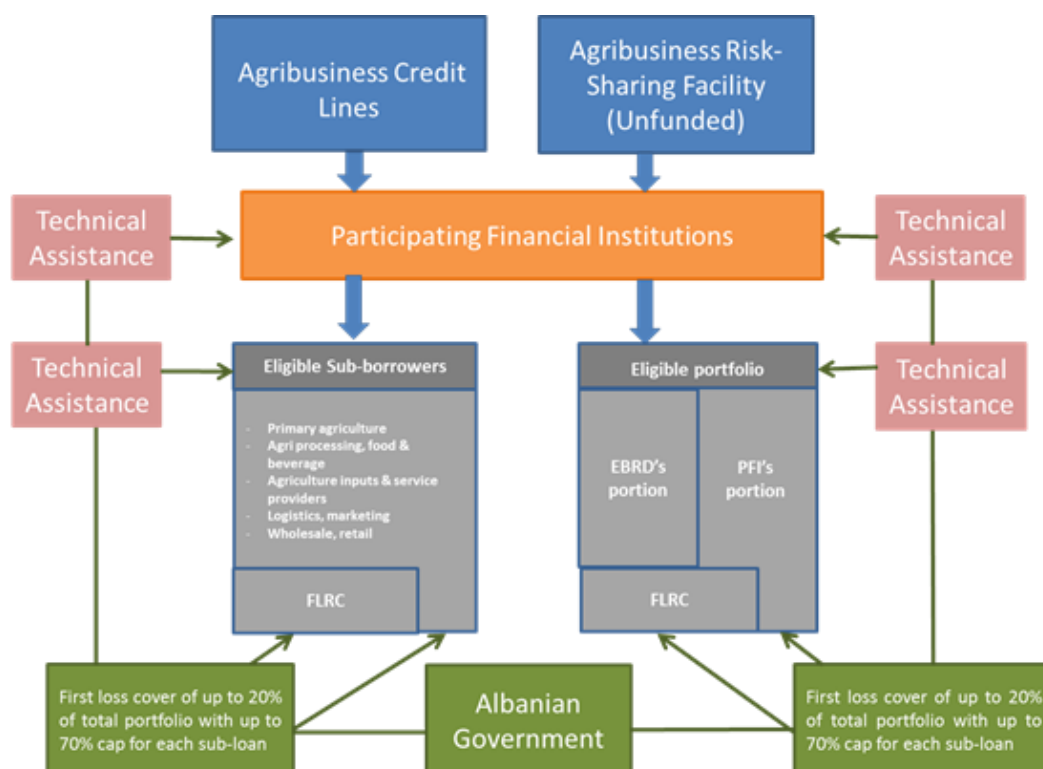 Agribusiness Credit
Lines
Agribusiness Risk-
Sharing Facility
(Unfunded)
Technical
Assistance
Participating Financial Institutions
Technical
Assistance
Technical
Assistance
Eligible Sub-borrowers
- Primary agriculture
- Agri processing, food &
beverage
- Agriculture inputs & service
providers
- Logistics, marketing
- Wholesale, retail
FLRC
Eligible portfolio
EBRD's
portion
PFI's
portion
FLRC
Technical
Assistance
First loss cover of up to 20%
of total portfolio with up to
70% cap for each sub-loan
Albanian
Government
First loss cover of up to 20%
of total portfolio with up to
70% cap for each sub-loan